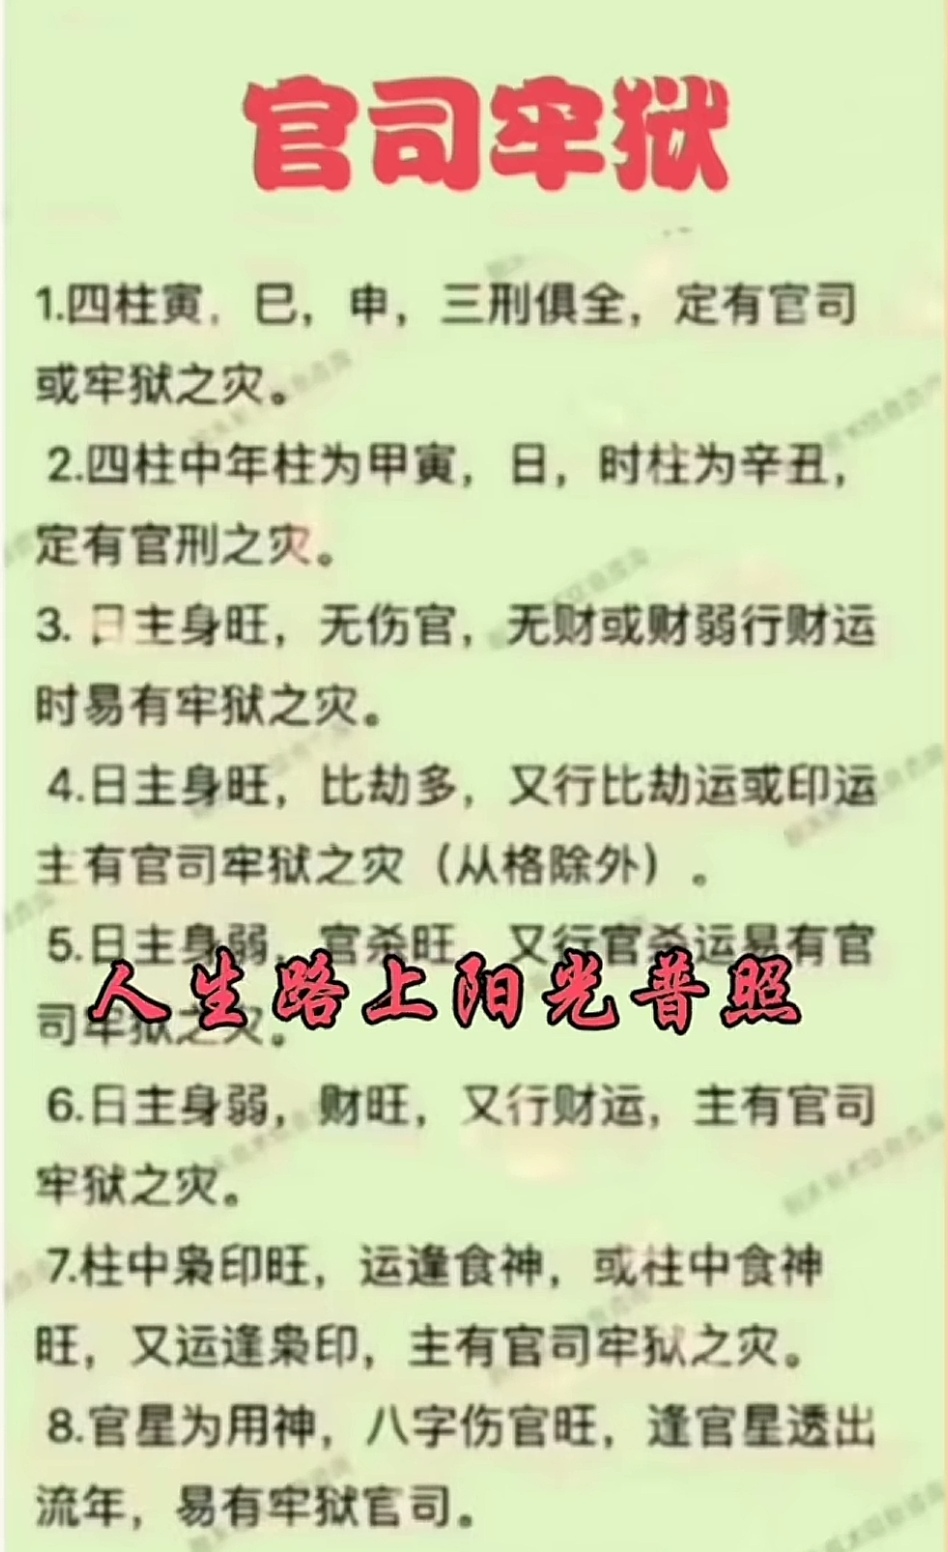 官司牢狱
1.四柱寅，巳，申，三刑俱全，定有官司
或牢狱之灾。
2.四柱中年柱为甲寅，日，时柱为辛丑，
定有官刑之灾。
3.日主身旺，无伤官，无财或财弱行财运
时易有牢狱之灾。
4.日主身旺，比劫多，又行比劫运或印运
主有官司牢狱之灾（从格除外）。
5.日主身弱，官杀旺，又行官杀运易有官
人生路上阳光普照
司牢狱之灾。
6.日主身弱，财旺，又行财运，主有官司
牢狱之灾。
7.柱中枭印旺，运逢食神，或柱中食神
旺，又运逢枭印，主有官司牢狱之灾。
8.官星为用神，八字伤官旺，逢官星透出
流年，易有牢狱官司。